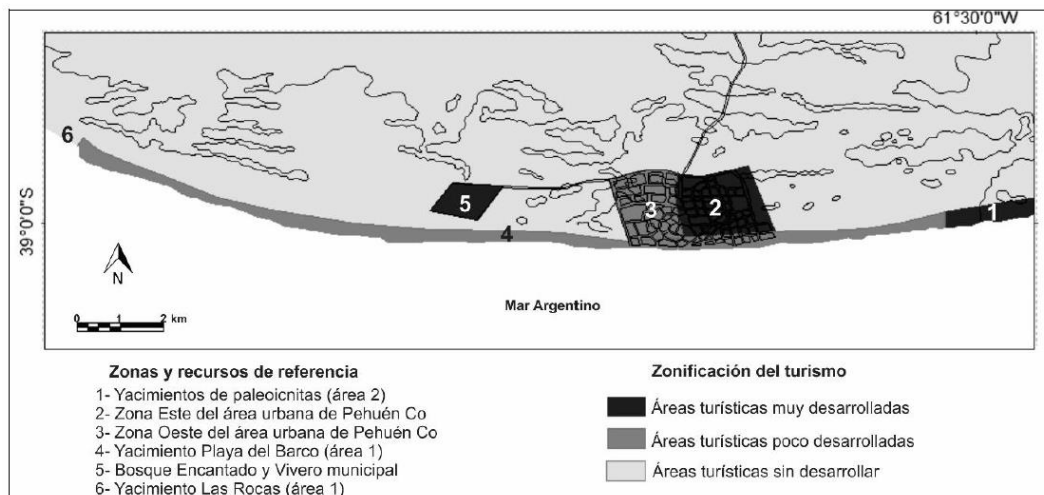 61°30'0"W
6
5
3
2
1
4
39°0'0"S
N
Mar Argentino
0 1 2 km
Zonas y recursos de referencia
1- Yacimientos de paleoicnitas (área 2)
2- Zona Este del área urbana de Pehuén Co
3- Zona Oeste del área urbana de Pehuén Co
4- Yacimiento Playa del Barco (área 1)
5- Bosque Encantado y Vivero municipal
6- Yacimiento Las Rocas (área 1)
Zonificación del turismo
Áreas turísticas muy desarrolladas
Áreas turísticas poco desarrolladas
Áreas turísticas sin desarrollar